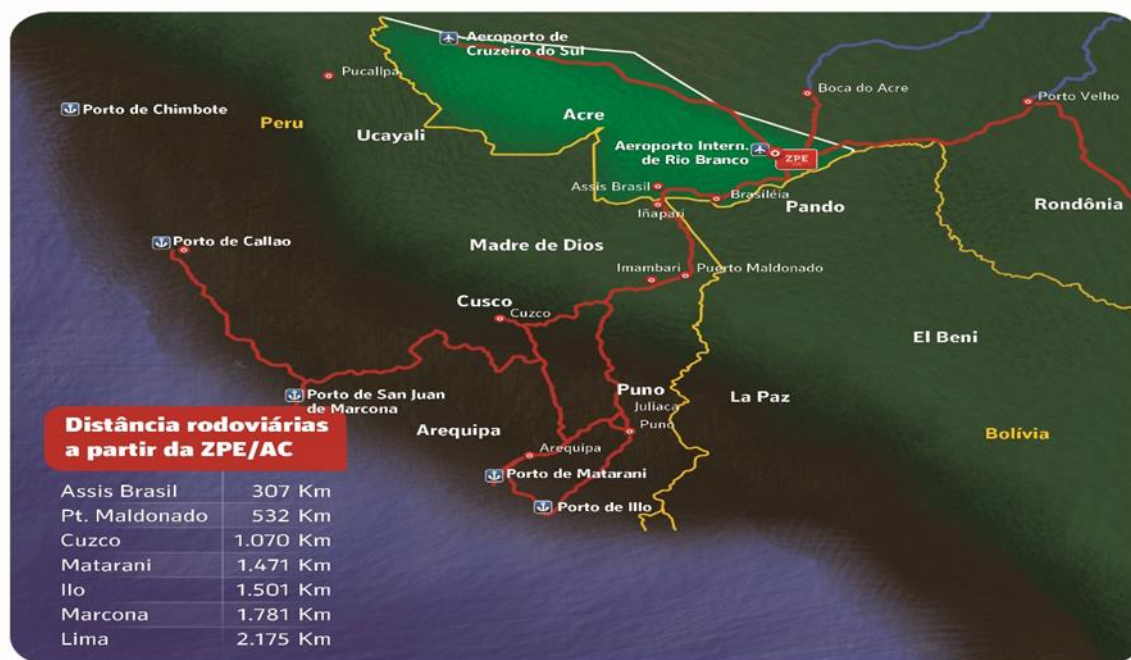 Aeroporto de
Cruzeiro do Sul
Pucallpa
Boca do Acre
Porto Velho
Porto de Chimbote
Peru
Ucayali
Acre
Aeroporto Intern.
de Rio Branco
ZPE
Assis Brasil
Brasiléia
Iñapari
Pando
Rondônia
Porto de Callao
Madre de Dios
Imambari
Puerto Maldonado
Cusco
Cuzco
El Beni
Porto de San Juan
de Marcona
Puno
Juliaca
Puno
La Paz
Arequipa
Arequipa
Bolívia
Porto de Matarani
Porto de Illo
Distância rodoviárias
a partir da ZPE/AC
Assis Brasil 307 Km
Pt. Maldonado 532 Km
Cuzco 1.070 Km
Matarani 1.471 Km
Ilo 1.501 Km
Marcona 1.781 Km
Lima 2.175 Km